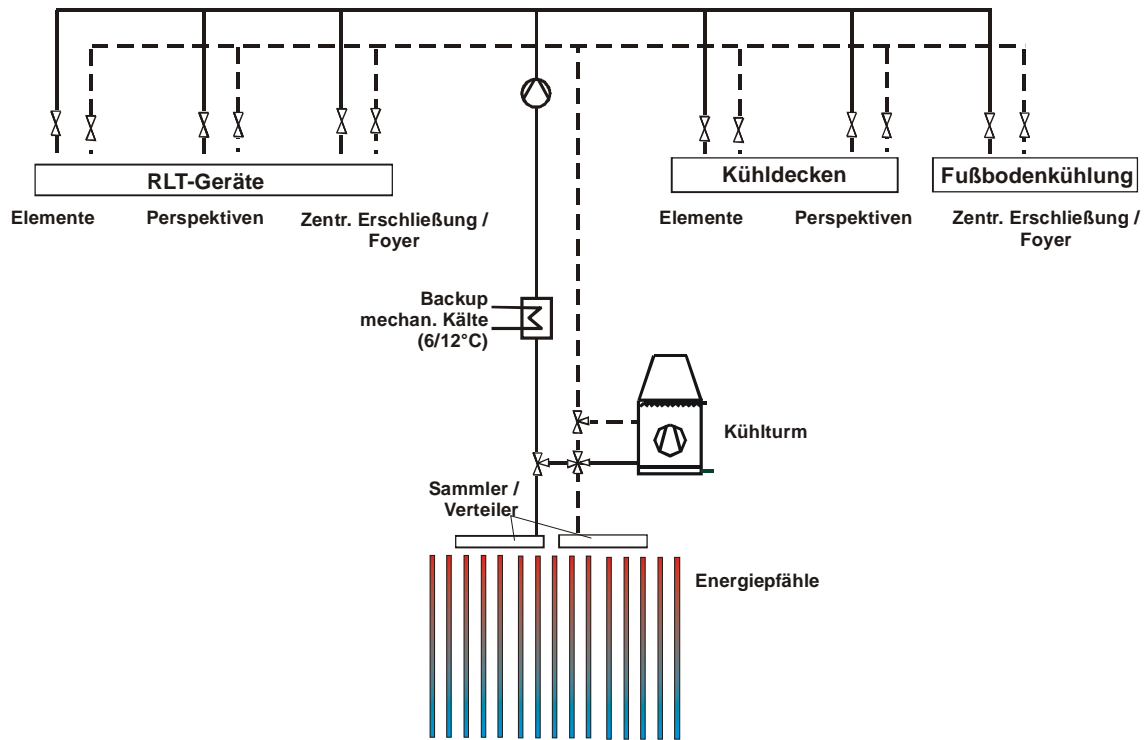 RLT-Geräte
Kühldecken
Fußbodenkühlung
Elemente
Perspektiven
Zentr. Erschließung /
Foyer
Elemente
Perspektiven
Zentr. Erschließung /
Foyer
Backup
mechan. Kälte
(6/12°C)
Kühlturm
Sammler /
Verteiler
Energiepfähle